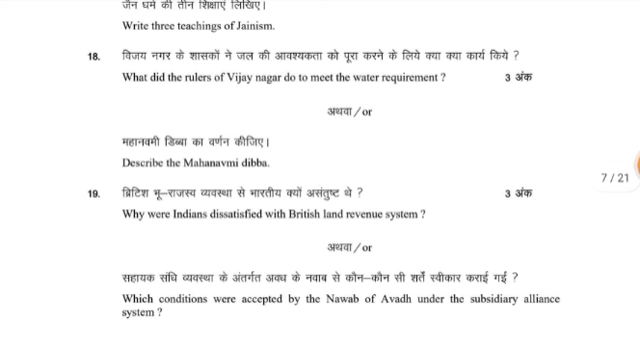 जैन धर्म की तीन शिक्षाएं लिखिए।
Write three teachings of Jainism.
18. विजय नगर के शासकों ने जल की आवश्यकता को पूरा करने के लिये क्या क्या कार्य किये ?
What did the rulers of Vijay nagar do to meet the water requirement ? 3 अंक
अथवा / or
महानवमी डिब्बा का वर्णन कीजिए।
Describe the Mahanavmi dibba.
7 / 21
19. ब्रिटिश भू–राजस्व व्यवस्था से भारतीय क्यों असंतुष्ट थे ? 3 अंक
Why were Indians dissatisfied with British land revenue system ?
अथवा / or
सहायक संधि व्यवस्था के अंतर्गत अवध के नवाब से कौन–कौन सी शर्तें स्वीकार कराई गई ?
Which conditions were accepted by the Nawab of Avadh under the subsidiary alliance
system ?